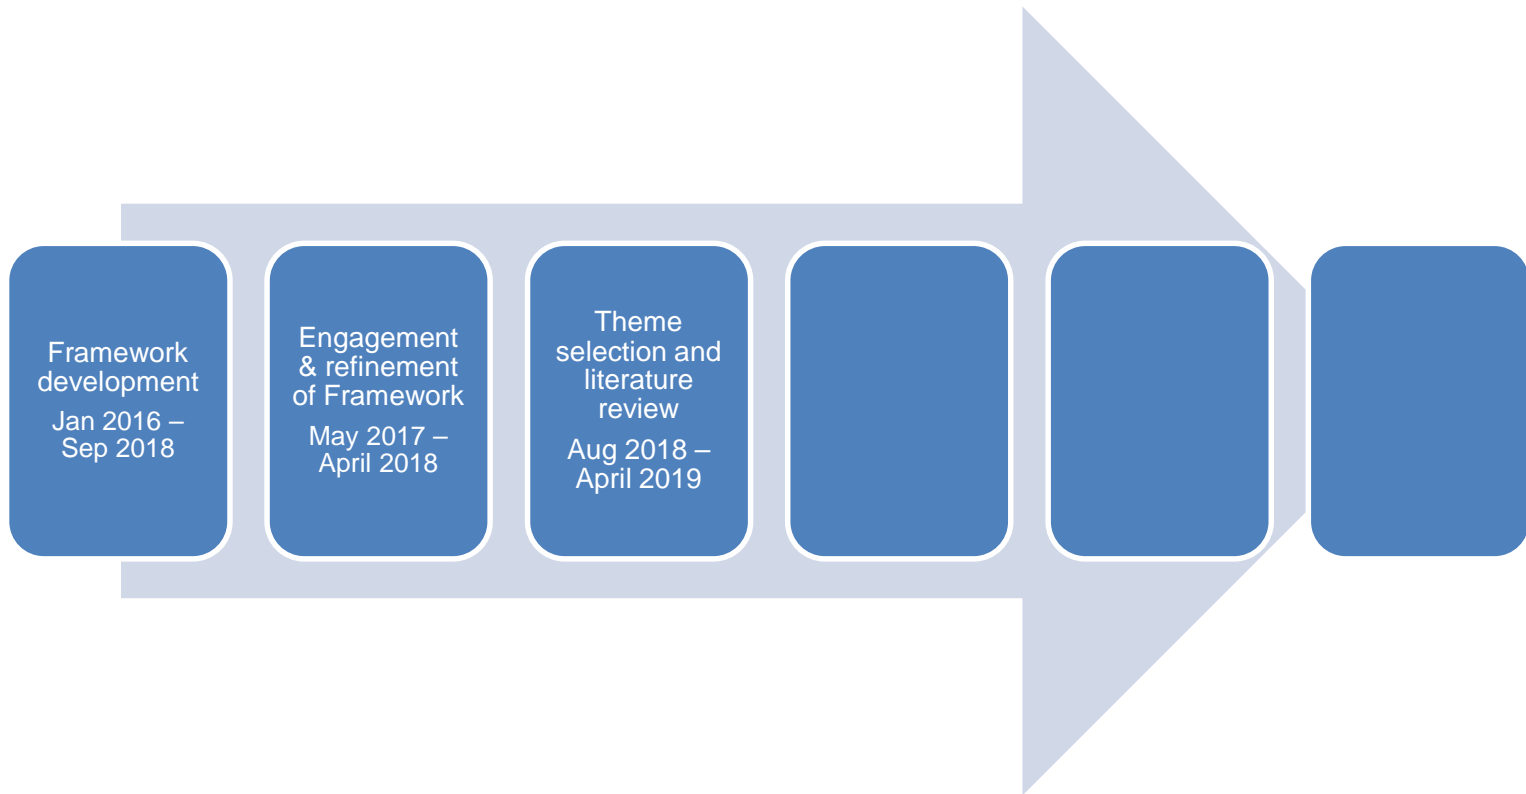 Framework
development
Jan 2016 –
Sep 2018
Engagement
& refinement
of Framework
May 2017 –
April 2018
Theme
selection and
literature
review
Aug 2018 –
April 2019